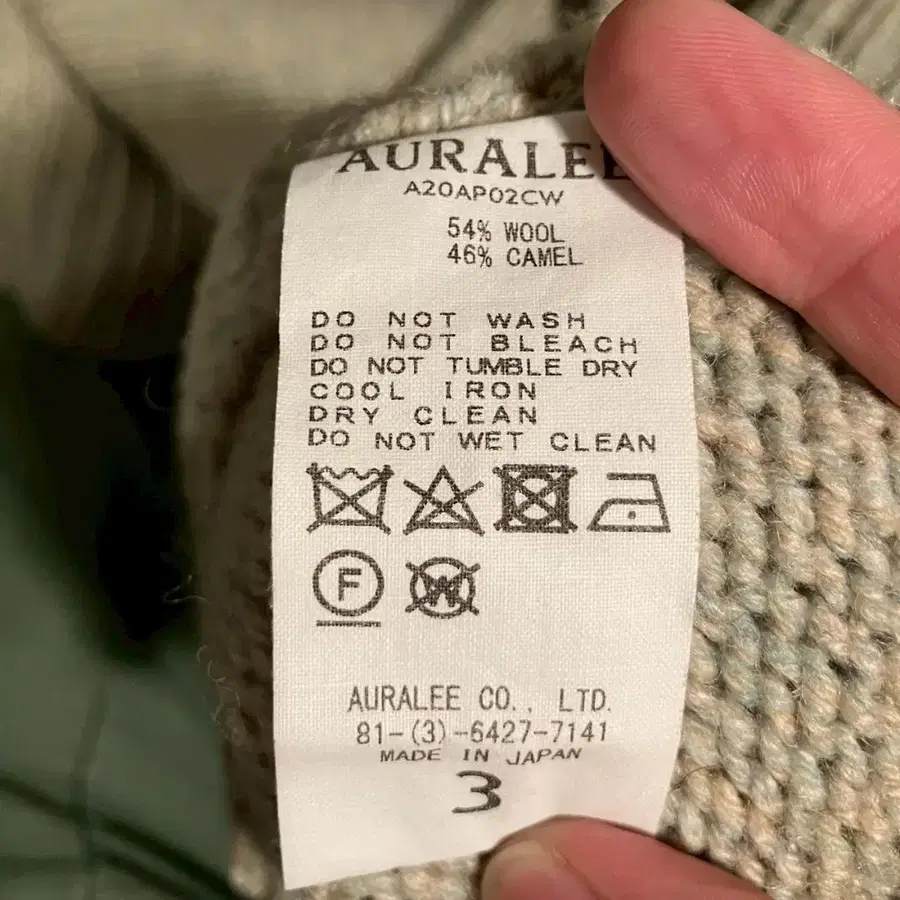 AURALEE
A20AP02CW
54% WOOL
46% CAMEL
DO NOT WASH
DO NOT BLEACH
DO NOT TUMBLE DRY
COOL IRON
DRY CLEAN
DO NOT WET CLEAN
F W
AURALEE CO., LTD.
81-(3)-6427-7141
MADE IN JAPAN
3